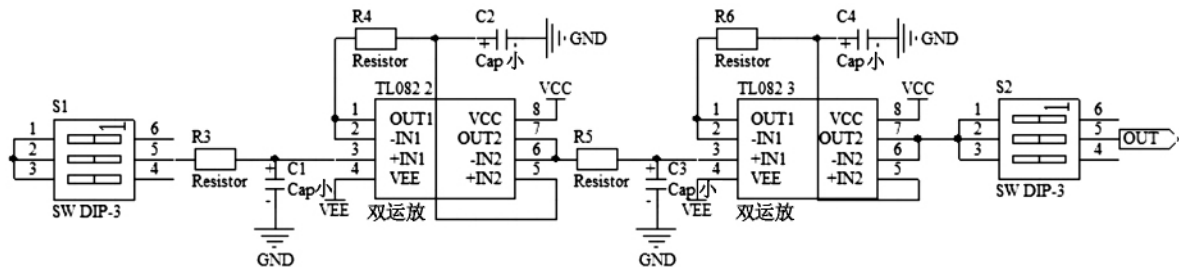 R4
Resistor
C2
+
-
Cap小
GND
R6
Resistor
C4
+
-
Cap小
GND
S1
1
2
3
6
5
4
SW DIP-3
R3
Resistor
+
C1
Cap小
-
GND
TL082 2
1
2
3
4
OUT1
-IN1
+IN1
VEE
VCC
OUT2
-IN2
+IN2
8
7
6
5
VCC
VEE
双运放
R5
Resistor
+
C3
Cap小
-
GND
TL082 3
1
2
3
4
OUT1
-IN1
+IN1
VEE
VCC
OUT2
-IN2
+IN2
8
7
6
5
VCC
VEE
双运放
S2
1
2
3
6
5
4
SW DIP-3
OUT